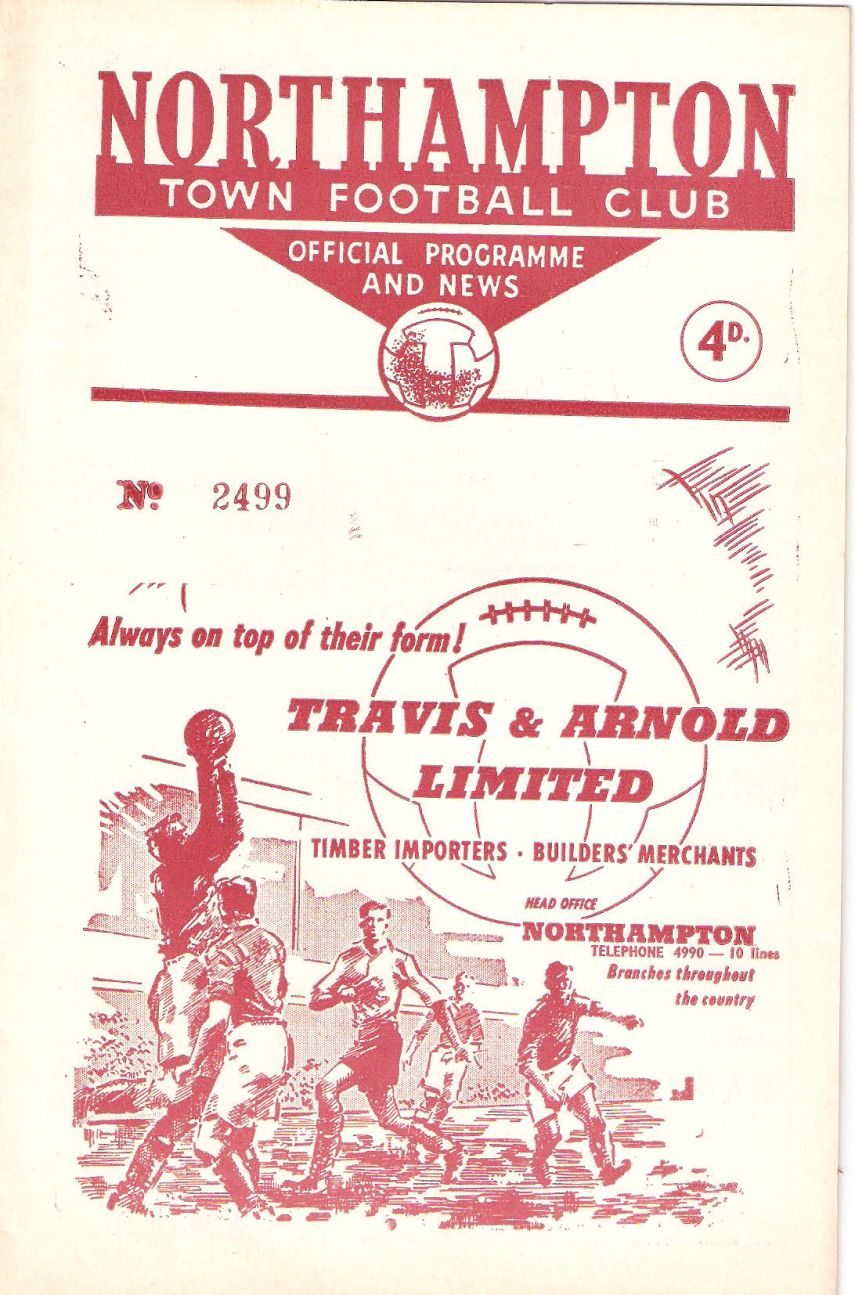 NORTHAMPTON
TOWN FOOTBALL CLUB
OFFICIAL PROGRAMME
AND NEWS
4D.
Nº 2499
Always on top of their form!
TRAVIS & ARNOLD
LIMITED
TIMBER IMPORTERS · BUILDERS' MERCHANTS
HEAD OFFICE
NORTHAMPTON
TELEPHONE 4990 — 10 lines
Branches throughout
the country